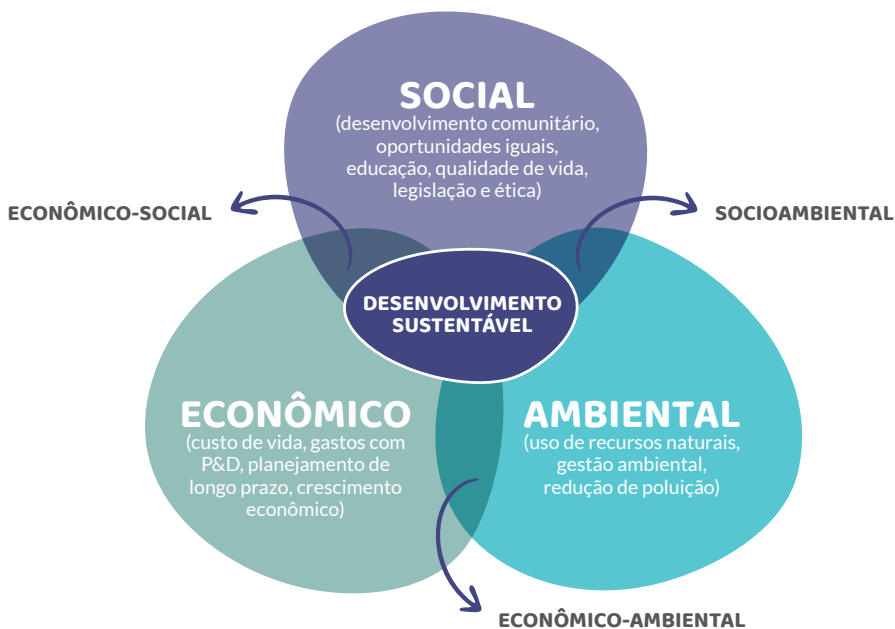 SOCIAL
(desenvolvimento comunitário,
oportunidades iguais,
educação, qualidade de vida,
legislação e ética)
ECONÔMICO-SOCIAL
SOCIOAMBIENTAL
DESENVOLVIMENTO
SUSTENTÁVEL
ECONÔMICO
(custo de vida, gastos com
P&D, planejamento de
longo prazo, crescimento
econômico)
AMBIENTAL
(uso de recursos naturais,
gestão ambiental,
redução de poluição)
ECONÔMICO-AMBIENTAL